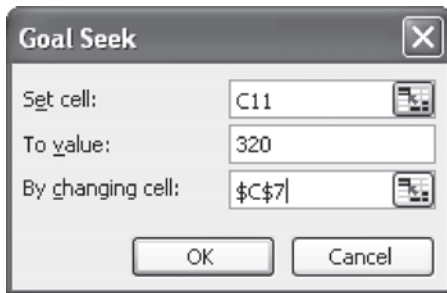 Goal Seek
Set cell: C11
To value: 320
By changing cell: $C$7
OK Cancel